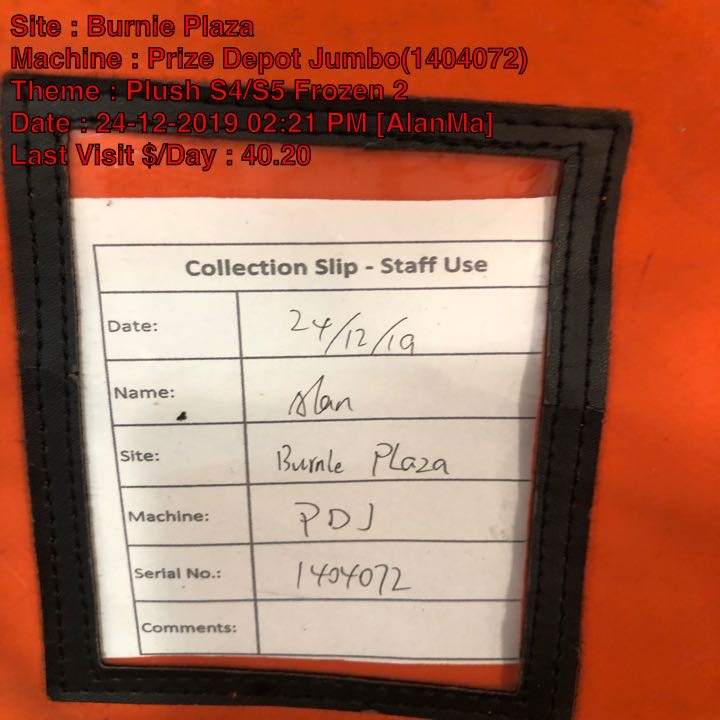 Site : Burnie Plaza
Machine : Prize Depot Jumbo(1404072)
Theme : Plush S4/S5 Frozen 2
Date : 24-12-2019 02:21 PM [AlanMa]
Last Visit $/Day : 40.20
Collection Slip - Staff Use
Date: 24/12/19
Name: Alan
Site: Burnie Plaza
Machine: PDJ
Serial No.: 1404072
Comments: